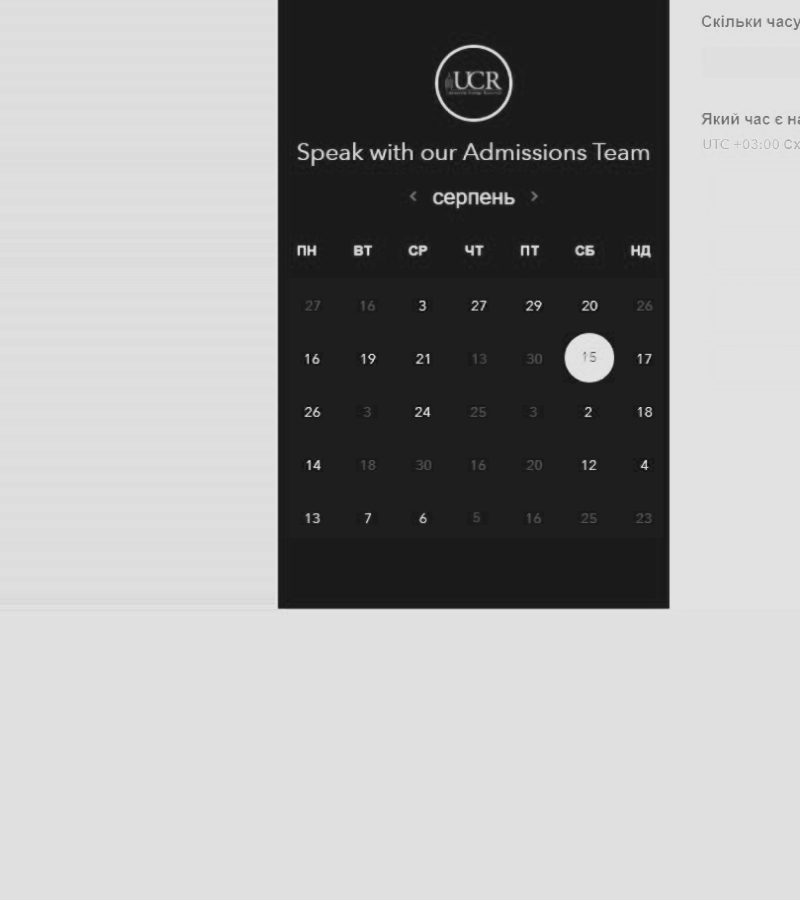 UCR
Speak with our Admissions Team
‹ серпень ›
ПН ВТ СР ЧТ ПТ СБ НД
27 16 3 27 29 20 26
16 19 21 13 30 15 17
26 3 24 25 3 2 18
14 18 30 16 20 12 4
13 7 6 5 16 25 23
Скільки часу
Який час є на
UTC +03:00 Сх